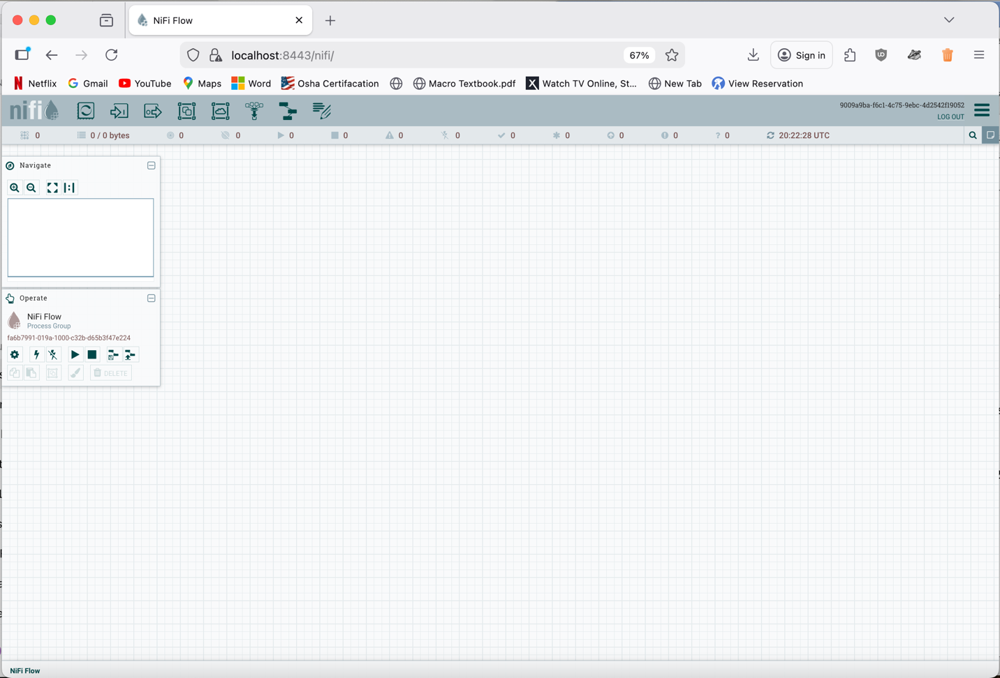 NiFi Flow
localhost:8443/nifi/
67%
Sign in
Netflix
Gmail
YouTube
Maps
Word
Osha Certifacation
Macro Textbook.pdf
Watch TV Online, St...
New Tab
View Reservation
nifi
9009a9ba-f6c1-4c75-9ebc-4d2542f19052
LOG OUT
0
0 / 0 bytes
0
0
0
0
0
0
0
0
0
0
? 0
20:22:28 UTC
Navigate
Operate
NiFi Flow
Process Group
fa6b7991-019a-1000-c32b-d65b3f47e224
DELETE
NiFi Flow